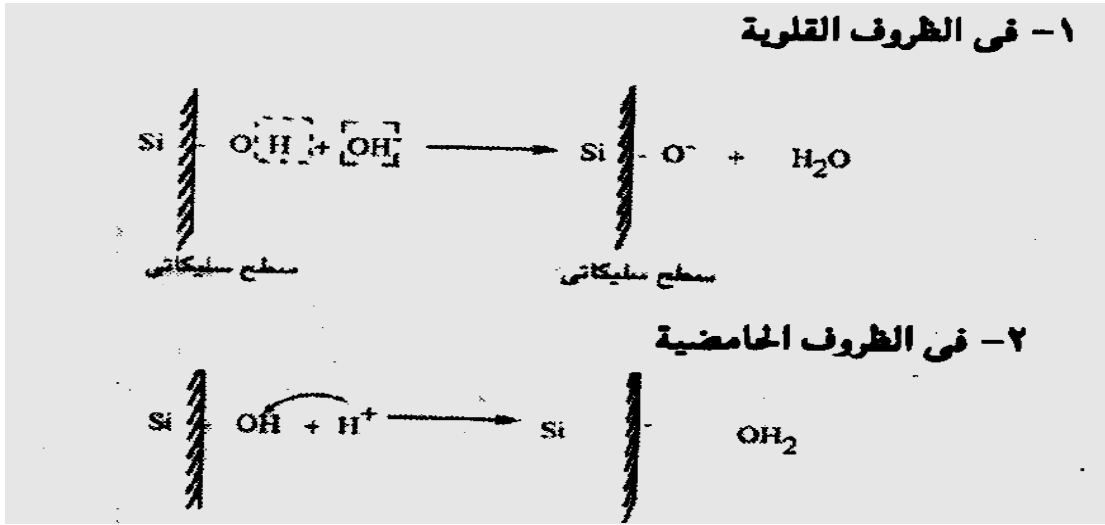 ١- فى الظروف القلوية
Si - OH + OH⁻ → Si - O⁻ + H₂O
سطح سليكاتى سطح سليكاتى
٢- فى الظروف الحامضية
Si - OH + H⁺ → Si - OH₂